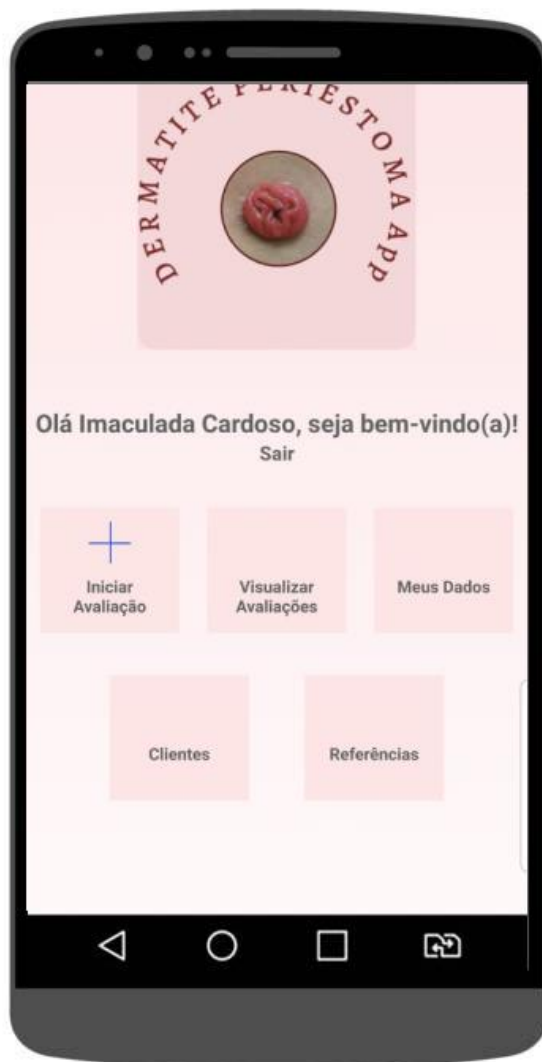 DERMATITE PERIESTOMA APP
Olá Imaculada Cardoso, seja bem-vindo(a)!
Sair
Iniciar
Avaliação
Visualizar
Avaliações
Meus Dados
Clientes
Referências